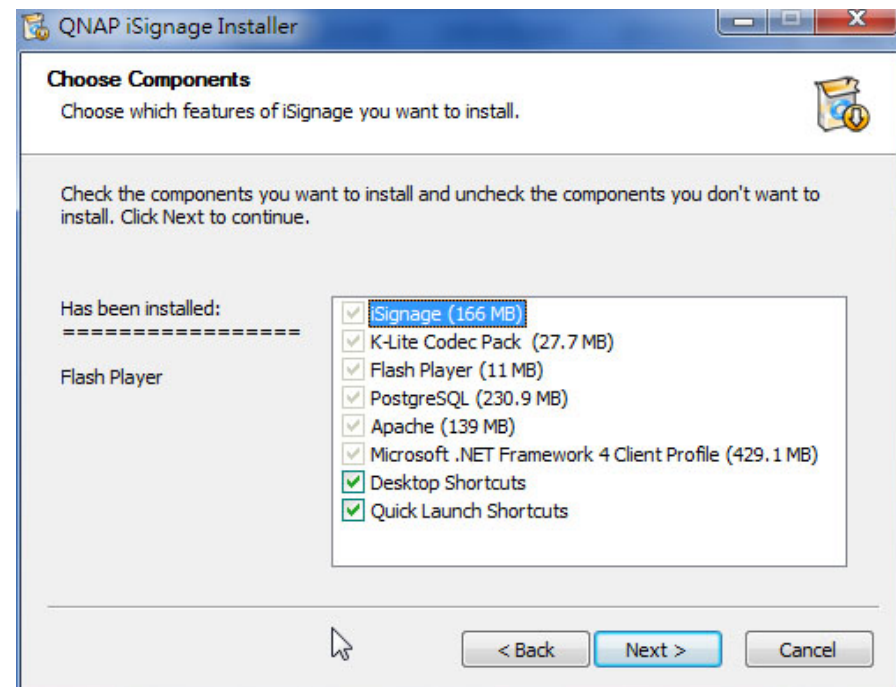 QNAP iSignage Installer
Choose Components
Choose which features of iSignage you want to install.
Check the components you want to install and uncheck the components you don't want to
install. Click Next to continue.
Has been installed:
=================
Flash Player
iSignage (166 MB)
K-Lite Codec Pack (27.7 MB)
Flash Player (11 MB)
PostgreSQL (230.9 MB)
Apache (139 MB)
Microsoft .NET Framework 4 Client Profile (429.1 MB)
Desktop Shortcuts
Quick Launch Shortcuts
< Back
Next >
Cancel